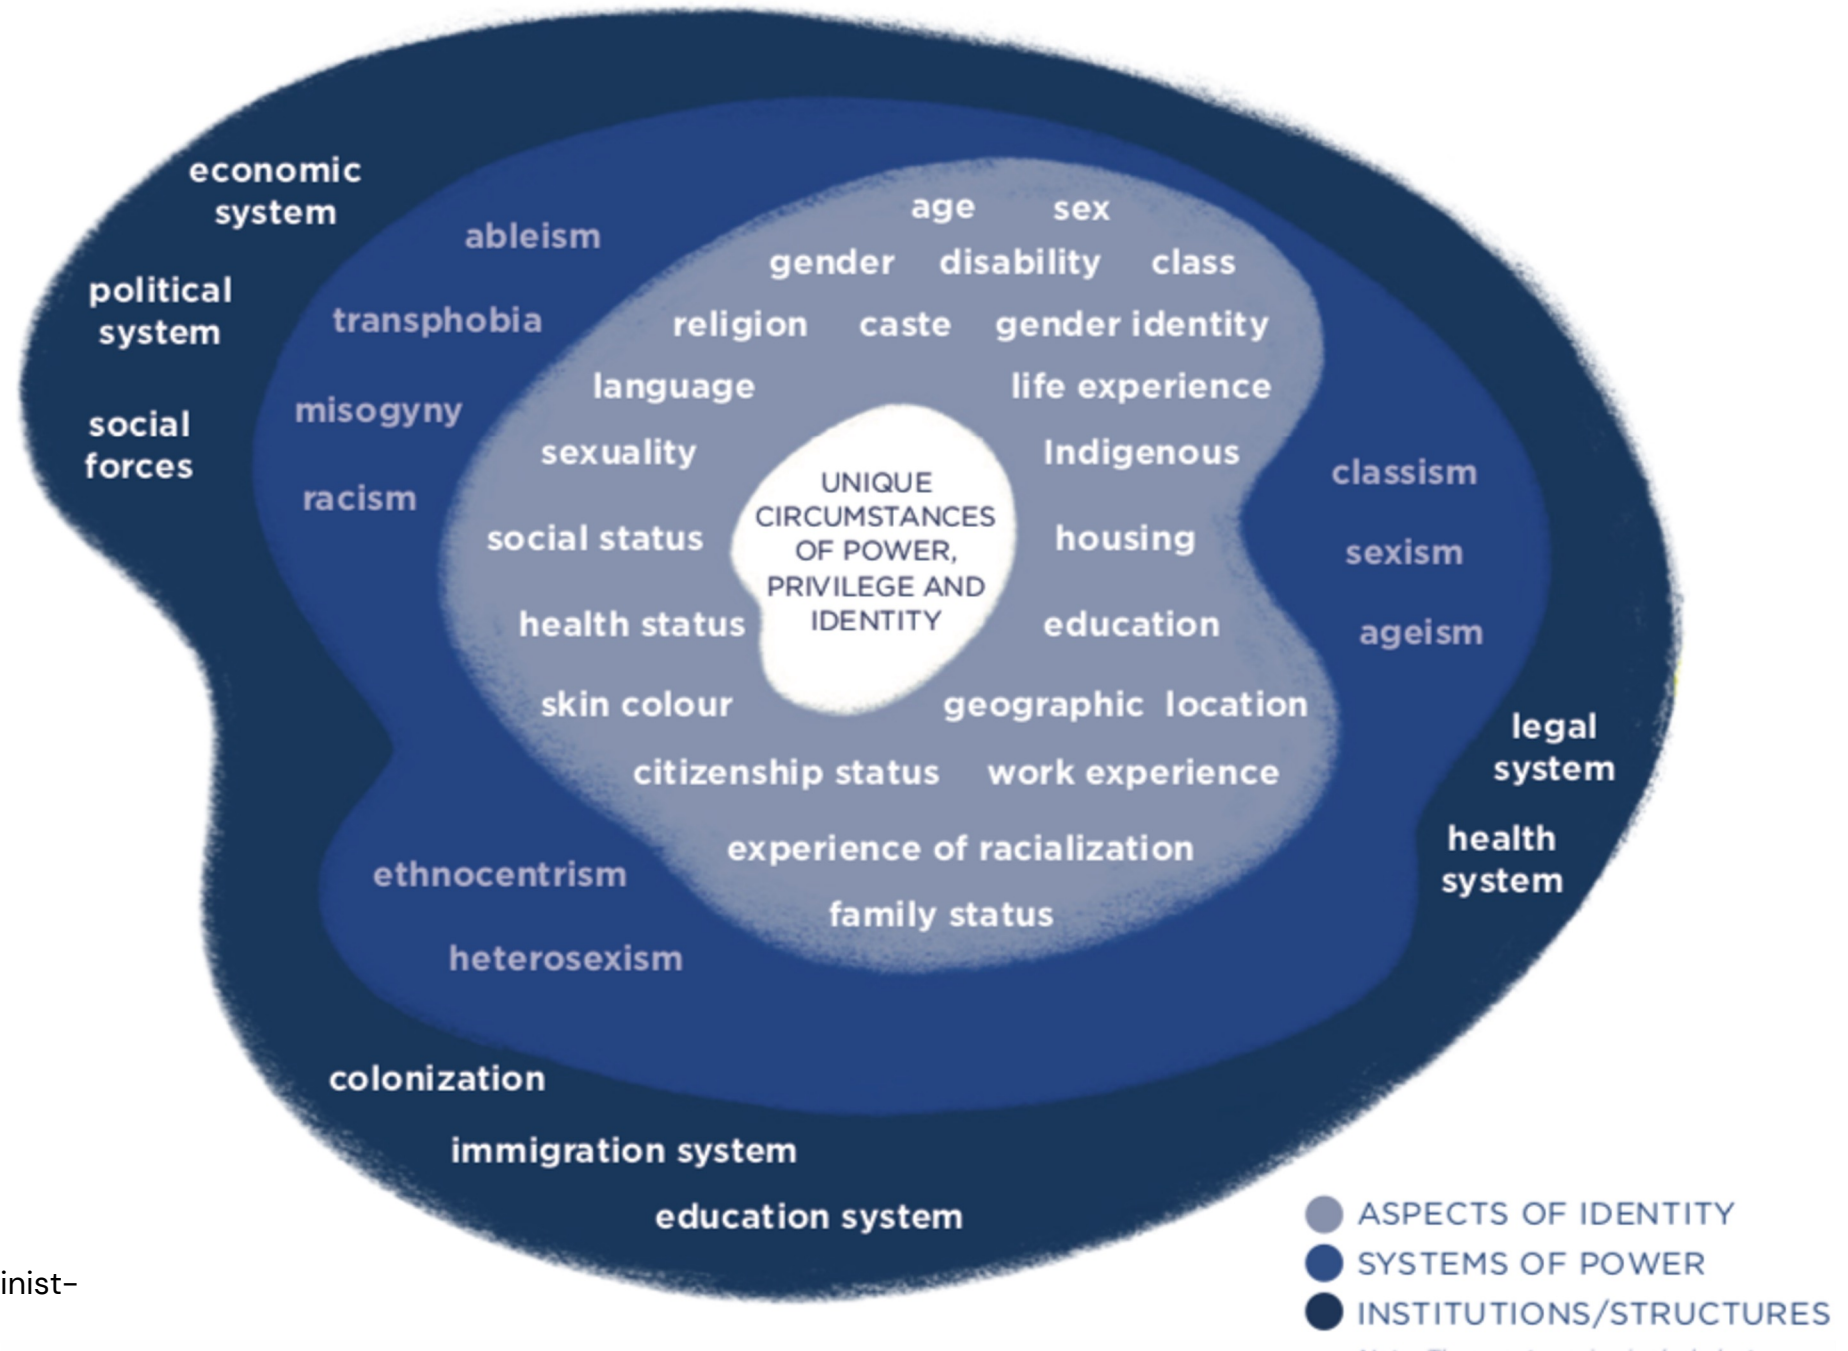 economic
system
political
system
social
forces
ableism
transphobia
misogyny
racism
age sex
gender disability class
religion caste gender identity
language life experience
sexuality Indigenous
social status housing
health status education
skin colour geographic location
citizenship status work experience
experience of racialization
family status
UNIQUE
CIRCUMSTANCES
OF POWER,
PRIVILEGE AND
IDENTITY
classism
sexism
ageism
legal
system
health
system
ethnocentrism
heterosexism
colonization
immigration system
education system
inist-
ASPECTS OF IDENTITY
SYSTEMS OF POWER
INSTITUTIONS/STRUCTURES